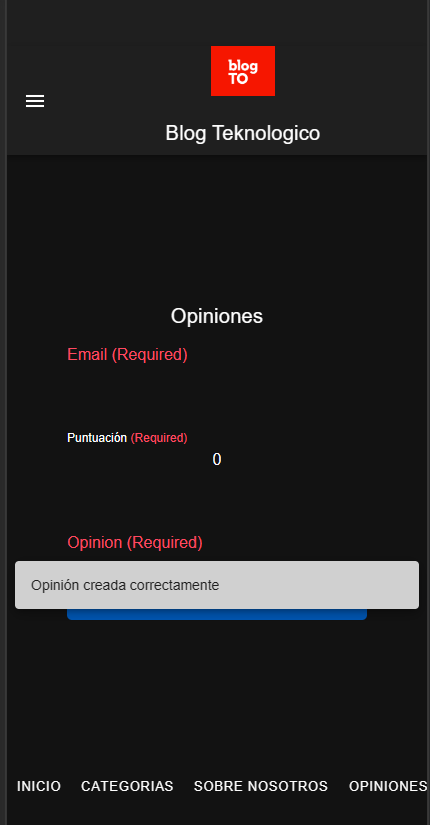 blog
TO
Blog Teknologico
Opiniones
Email (Required)
Puntuación (Required)
0
Opinion (Required)
Opinión creada correctamente
INICIO CATEGORIAS SOBRE NOSOTROS OPINIONES